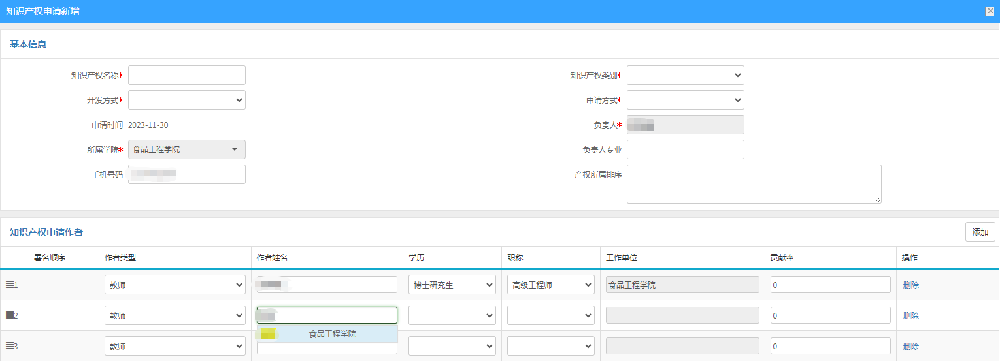 知识产权申请新增
基本信息
知识产权名称*
知识产权类别*
开发方式*
申请方式*
申请时间 2023-11-30
负责人*
所属学院* 食品工程学院
负责人专业
手机号码
产权所属排序
知识产权申请作者
添加
署名顺序 作者类型 作者姓名 学历 职称 工作单位 贡献率 操作
1 教师 博士研究生 高级工程师 食品工程学院 0 删除
2 教师 0 删除
食品工程学院
3 教师 0 删除